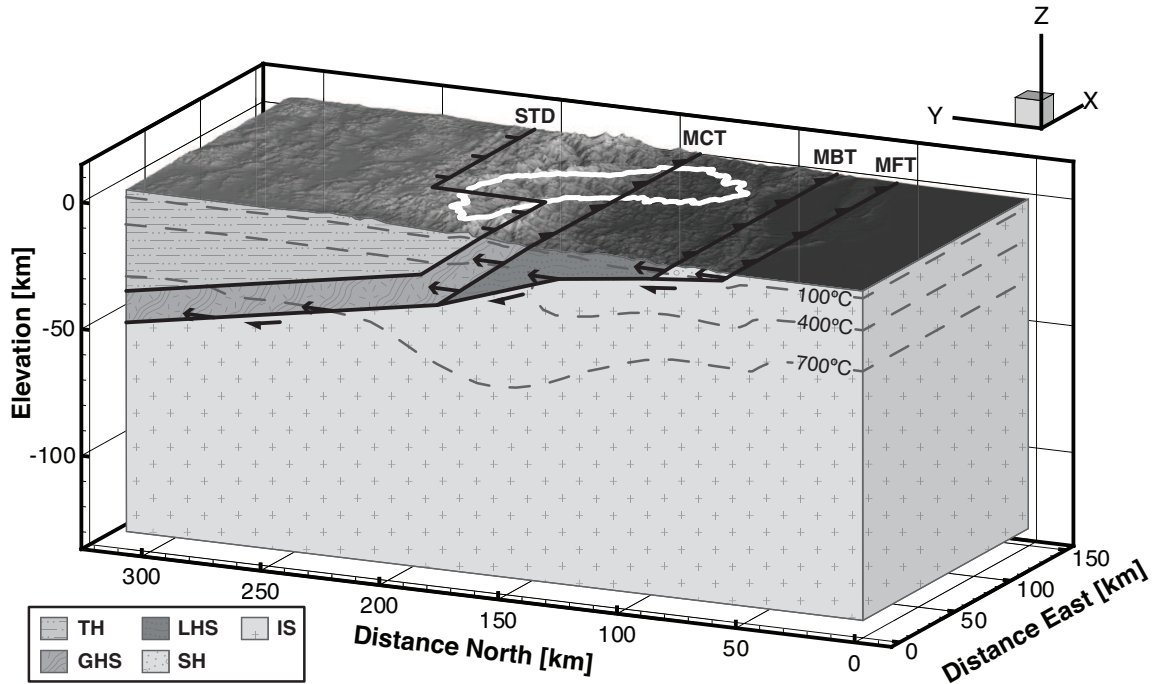 Z
X
Y
STD
MCT
MBT
MFT
0
-50
-100
Elevation [km]
100°C
400°C
700°C
300
250
200
150
100
50
0
Distance North [km]
0
50
100
150
Distance East [km]
TH LHS IS
GHS SH